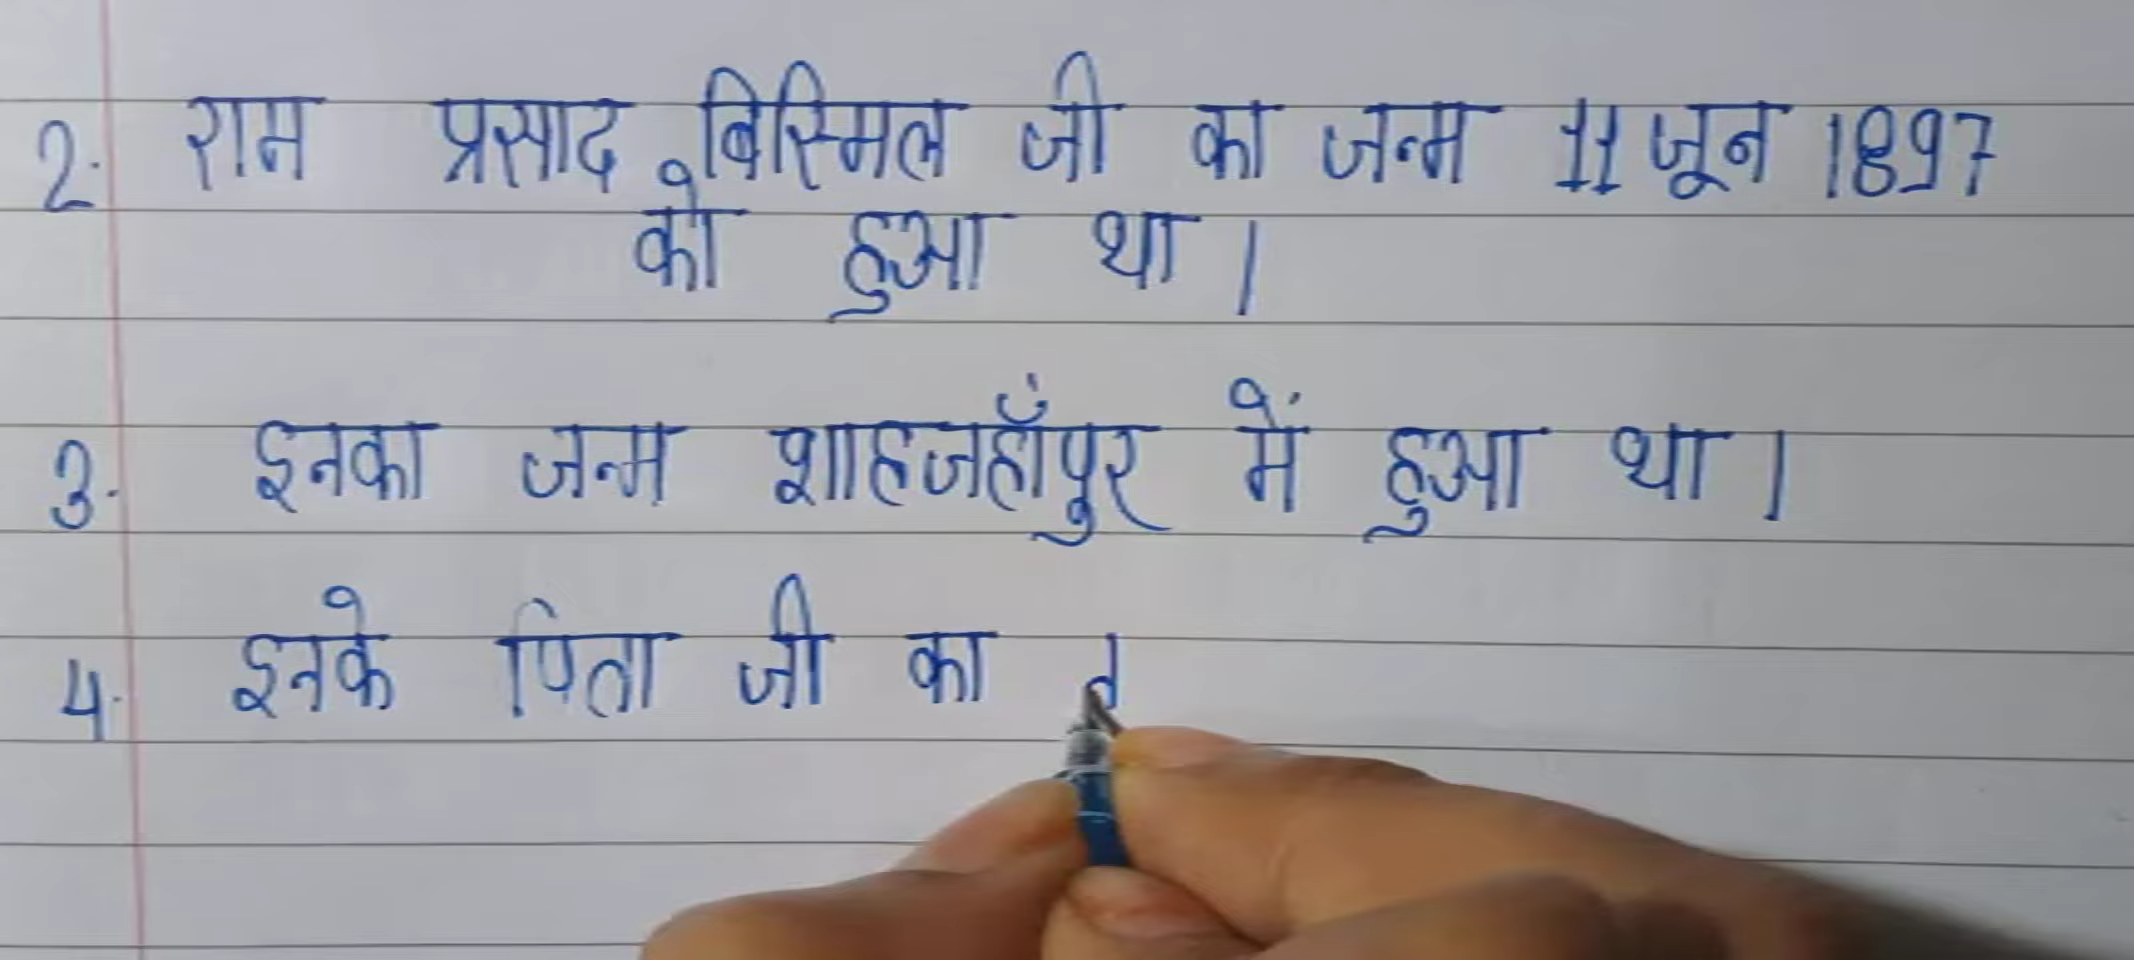 2. राम प्रसाद बिस्मिल जी का जन्म 11 जून 1897
को हुआ था।
3. इनका जन्म शाहजहाँपुर में हुआ था।
4. इनके पिता जी का न